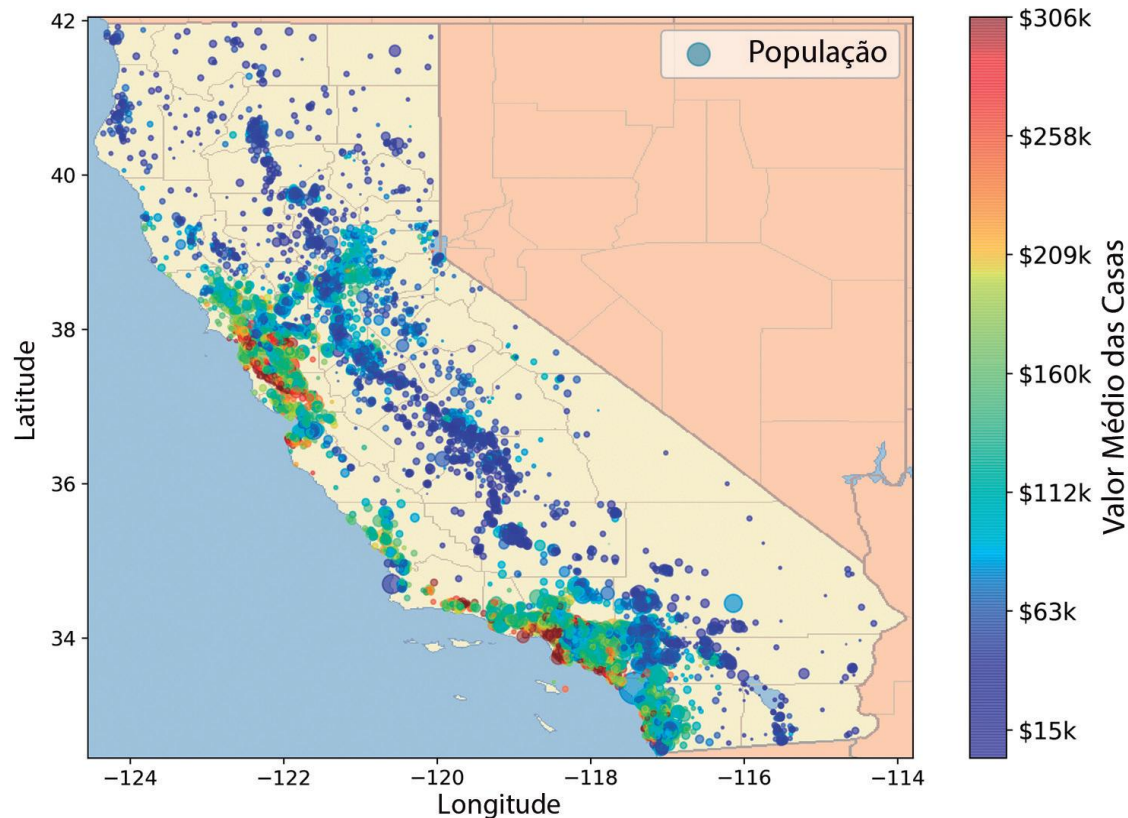 População
42
40
38
36
34
Latitude
−124
−122
−120
−118
−116
−114
Longitude
$306k
$258k
$209k
$160k
$112k
$63k
$15k
Valor Médio das Casas